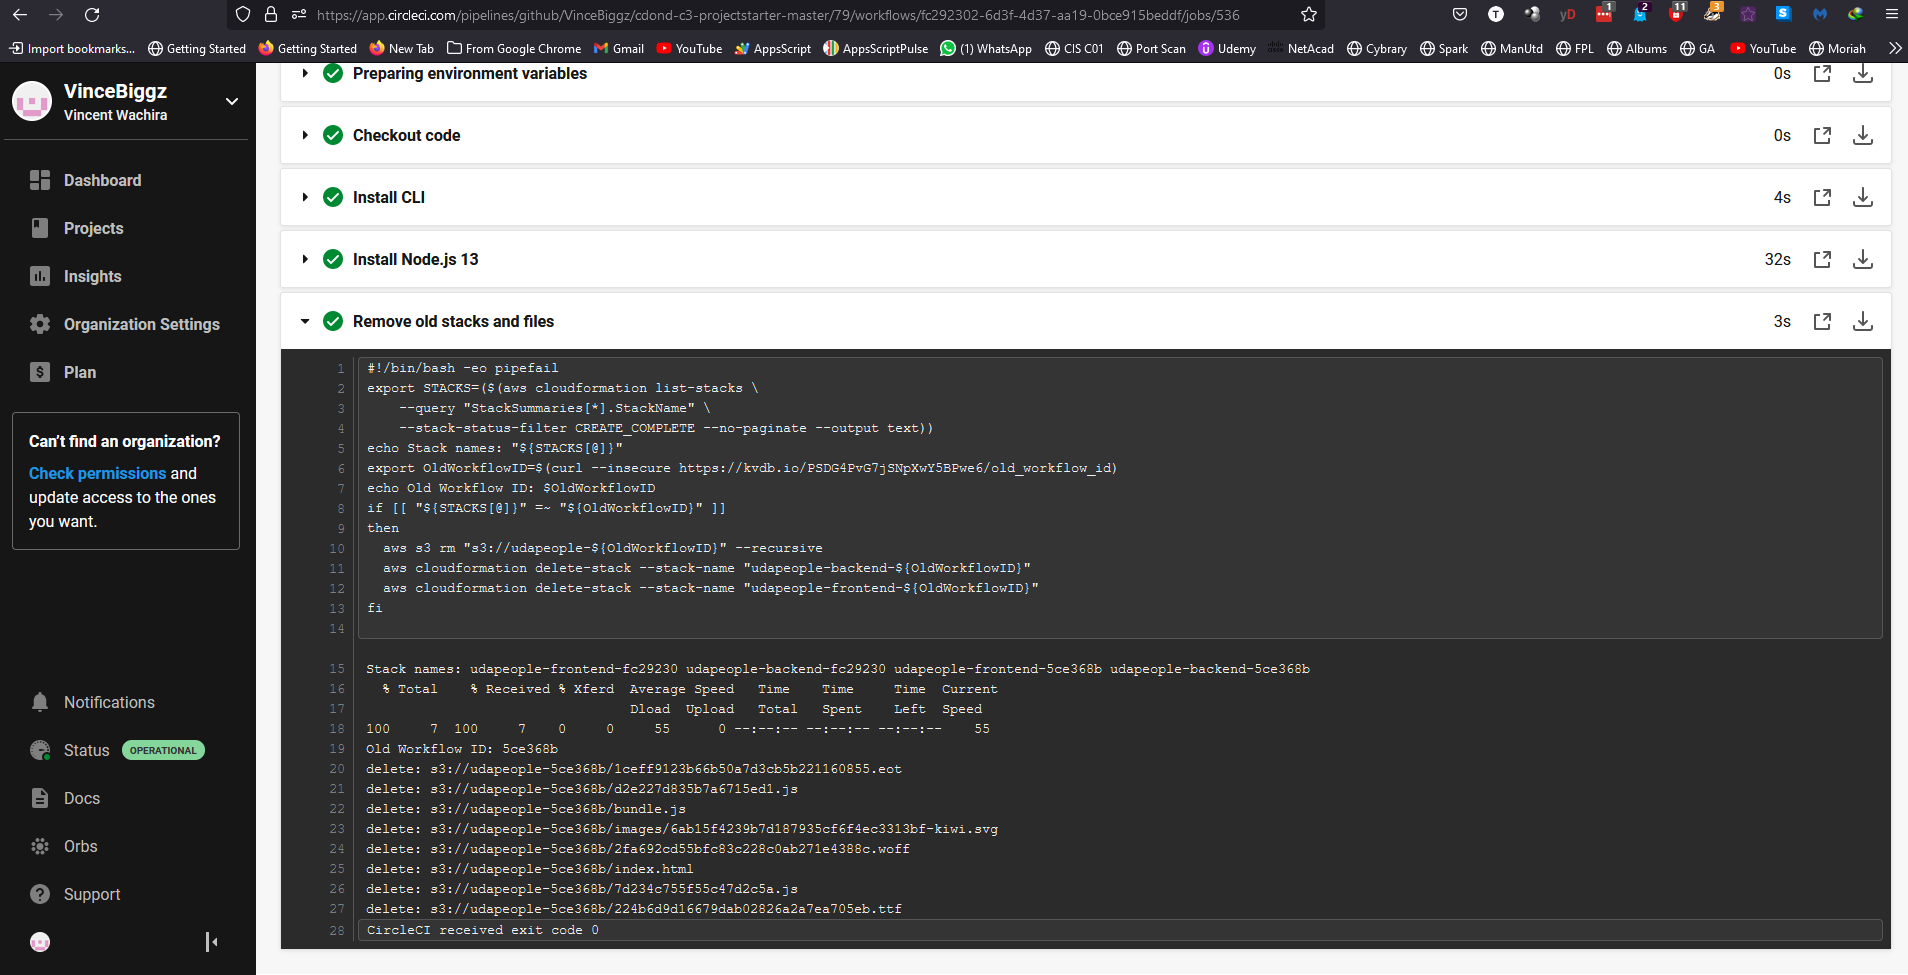 https://app.circleci.com/pipelines/github/VinceBiggz/cdond-c3-projectstarter-master/79/workflows/fc292302-6d3f-4d37-aa19-0bce915beddf/jobs/536
T
yD
1
2
11
3
S
Import bookmarks...
Getting Started
Getting Started
New Tab
From Google Chrome
Gmail
YouTube
AppsScript
AppsScriptPulse
(1) WhatsApp
CIS C01
Port Scan
Udemy
NetAcad
Cybrary
Spark
ManUtd
FPL
Albums
GA
YouTube
Moriah
VinceBiggz
Vincent Wachira
Dashboard
Projects
Insights
Organization Settings
Plan
Can't find an organization?
Check permissions and
update access to the ones
you want.
Notifications
Status OPERATIONAL
Docs
Orbs
Support
Preparing environment variables 0s
Checkout code 0s
Install CLI 4s
Install Node.js 13 32s
Remove old stacks and files 3s
1 #!/bin/bash -eo pipefail
2 export STACKS=($(aws cloudformation list-stacks \
3 --query "StackSummaries[*].StackName" \
4 --stack-status-filter CREATE_COMPLETE --no-paginate --output text))
5 echo Stack names: "${STACKS[@]}"
6 export OldWorkflowID=$(curl --insecure https://kvdb.io/PSDG4PvG7jSNpXwY5BPwe6/old_workflow_id)
7 echo Old Workflow ID: $OldWorkflowID
8 if [[ "${STACKS[@]}" =~ "${OldWorkflowID}" ]]
9 then
10 aws s3 rm "s3://udapeople-${OldWorkflowID}" --recursive
11 aws cloudformation delete-stack --stack-name "udapeople-backend-${OldWorkflowID}"
12 aws cloudformation delete-stack --stack-name "udapeople-frontend-${OldWorkflowID}"
13 fi
14
15 Stack names: udapeople-frontend-fc29230 udapeople-backend-fc29230 udapeople-frontend-5ce368b udapeople-backend-5ce368b
16 % Total % Received % Xferd Average Speed Time Time Time Current
17 Dload Upload Total Spent Left Speed
18 100 7 100 7 0 0 55 0 --:--:-- --:--:-- --:--:-- 55
19 Old Workflow ID: 5ce368b
20 delete: s3://udapeople-5ce368b/1ceff9123b66b50a7d3cb5b221160855.eot
21 delete: s3://udapeople-5ce368b/d2e227d835b7a6715ed1.js
22 delete: s3://udapeople-5ce368b/bundle.js
23 delete: s3://udapeople-5ce368b/images/6ab15f4239b7d187935cf6f4ec3313bf-kiwi.svg
24 delete: s3://udapeople-5ce368b/2fa692cd55bfc83c228c0ab271e4388c.woff
25 delete: s3://udapeople-5ce368b/index.html
26 delete: s3://udapeople-5ce368b/7d234c755f55c47d2c5a.js
27 delete: s3://udapeople-5ce368b/224b6d9d16679dab02826a2a7ea705eb.ttf
28 CircleCI received exit code 0